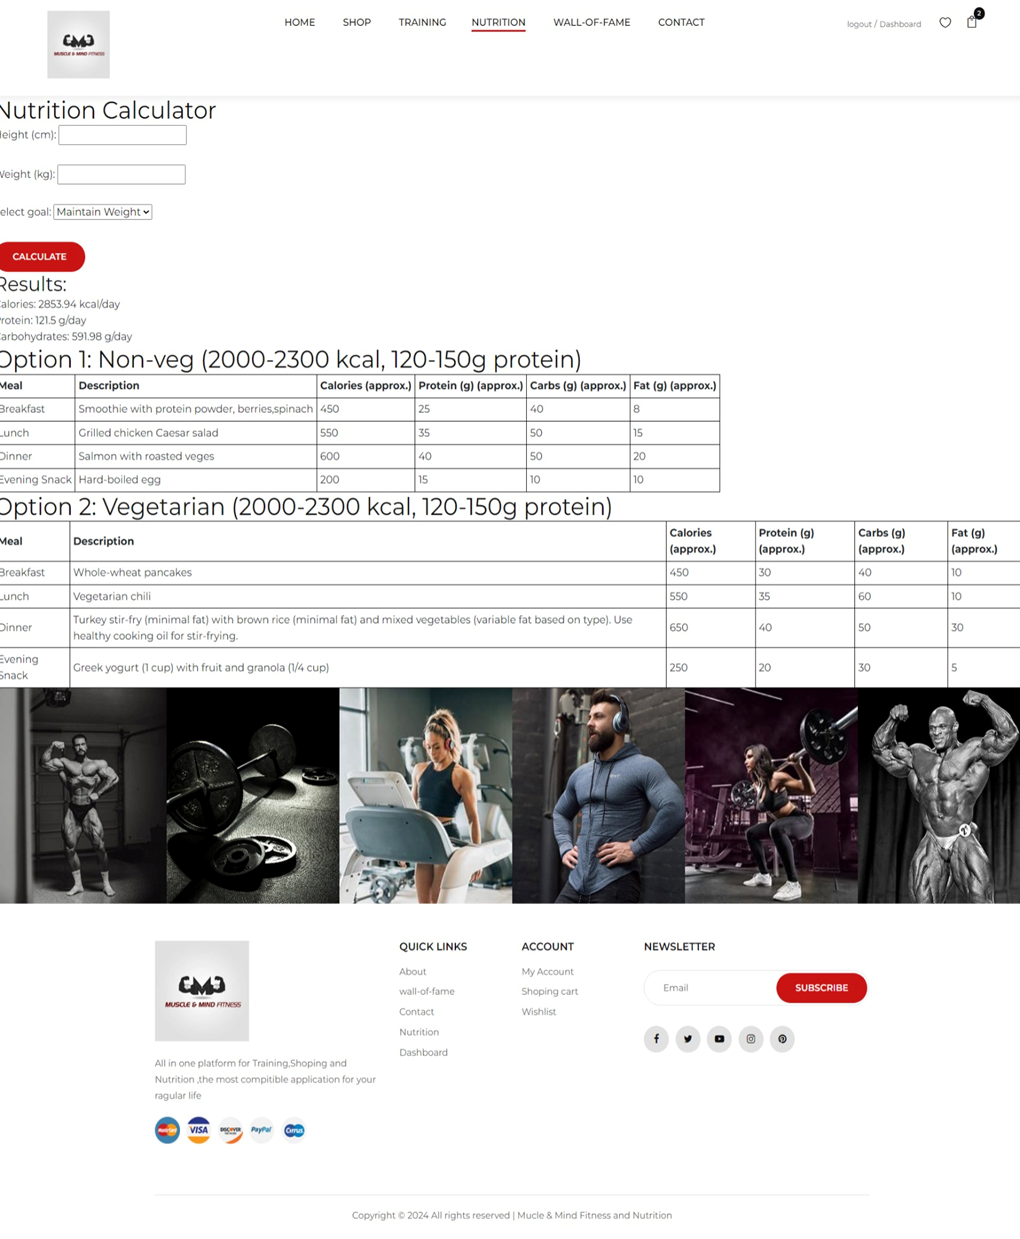 MUSCLE & MIND FITNESS
HOME SHOP TRAINING NUTRITION WALL-OF-FAME CONTACT
logout / Dashboard
2
Nutrition Calculator
Height (cm):
Weight (kg):
elect goal: Maintain Weight
CALCULATE
Results:
Calories: 2853.94 kcal/day
Protein: 121.5 g/day
Carbohydrates: 591.98 g/day
Option 1: Non-veg (2000-2300 kcal, 120-150g protein)
Meal Description Calories (approx.) Protein (g) (approx.) Carbs (g) (approx.) Fat (g) (approx.)
Breakfast Smoothie with protein powder, berries,spinach 450 25 40 8
Lunch Grilled chicken Caesar salad 550 35 50 15
Dinner Salmon with roasted veges 600 40 50 20
Evening Snack Hard-boiled egg 200 15 10 10
Option 2: Vegetarian (2000-2300 kcal, 120-150g protein)
Meal Description Calories (approx.) Protein (g) (approx.) Carbs (g) (approx.) Fat (g) (approx.)
Breakfast Whole-wheat pancakes 450 30 40 10
Lunch Vegetarian chili 550 35 60 10
Dinner Turkey stir-fry (minimal fat) with brown rice (minimal fat) and mixed vegetables (variable fat based on type). Use
healthy cooking oil for stir-frying. 650 40 50 30
Evening Snack Greek yogurt (1 cup) with fruit and granola (1/4 cup) 250 20 30 5
MUSCLE & MIND FITNESS
All in one platform for Training,Shoping and
Nutrition ,the most compitible application for your
ragular life
MasterCard VISA DISCOVER PayPal Cirrus
QUICK LINKS
About
wall-of-fame
Contact
Nutrition
Dashboard
ACCOUNT
My Account
Shoping cart
Wishlist
NEWSLETTER
Email SUBSCRIBE
Copyright © 2024 All rights reserved | Mucle & Mind Fitness and Nutrition